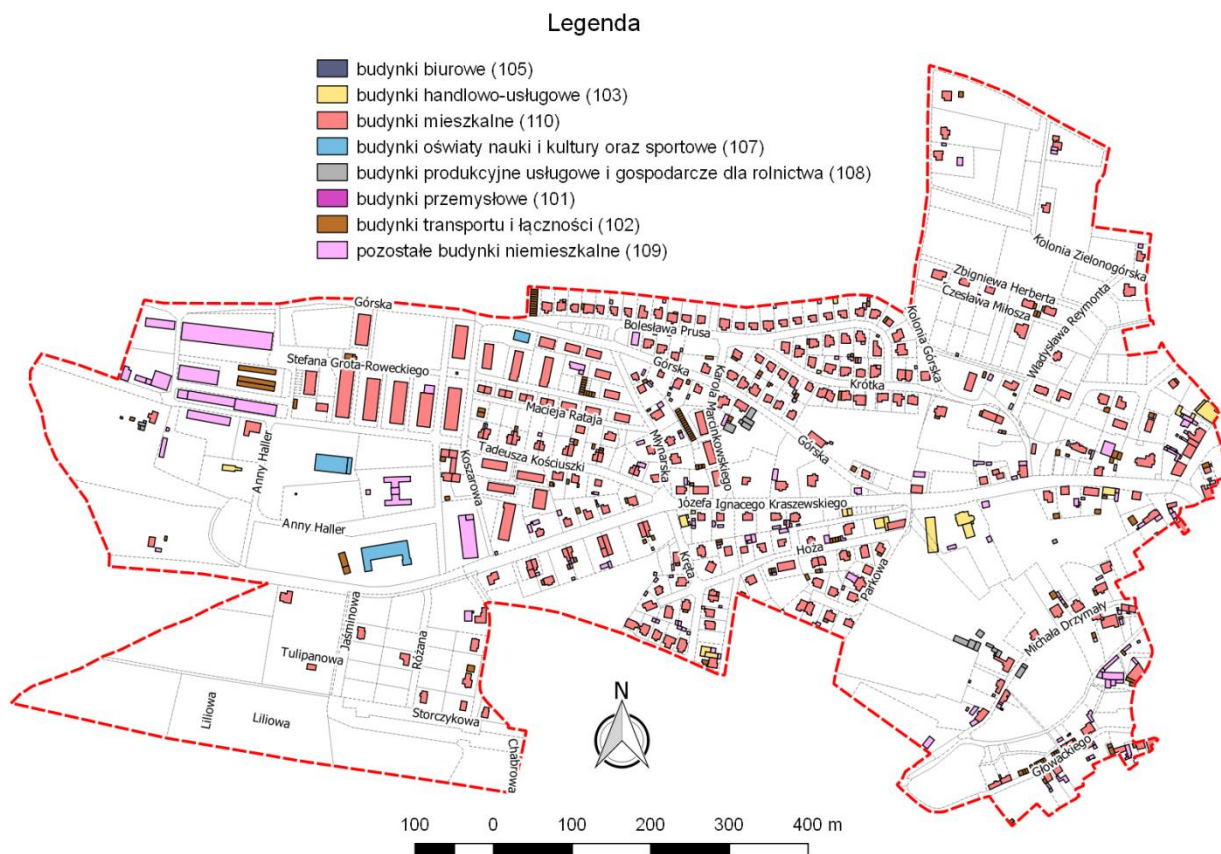 Legenda
budynki biurowe (105)
budynki handlowo-usługowe (103)
budynki mieszkalne (110)
budynki oświaty nauki i kultury oraz sportowe (107)
budynki produkcyjne usługowe i gospodarcze dla rolnictwa (108)
budynki przemysłowe (101)
budynki transportu i łączności (102)
pozostałe budynki niemieszkalne (109)
Kolonia Zielonogórska
Zbigniewa Herberta
Czesława Miłosza
Władysława Reymonta
Górska
Bolesława Prusa
Kolonia Górska
Stefana Grota-Roweckiego
Górska
Karola Marcinkowskiego
Krótka
Macieja Rataja
Młynarska
Górska
Tadeusza Kościuszki
Anny Haller
Koszarowa
Józefa Ignacego Kraszewskiego
Anny Haller
Hoża
Kręta
Parkowa
Jaśminowa
Różana
Michała Drzymały
Tulipanowa
Liliowa
Liliowa
Storczykowa
Chabrowa
N
Głowackiego
100 0 100 200 300 400 m